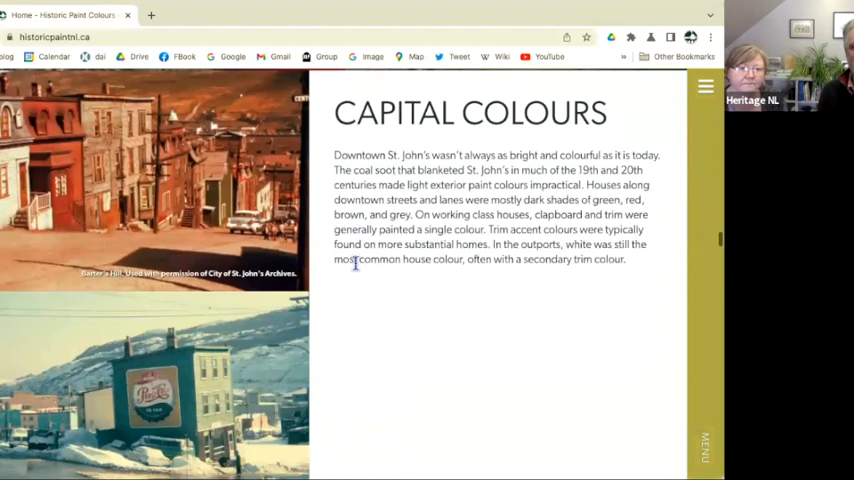 Home - Historic Paint Colours
historicpaintnl.ca
blog
Calendar
dai
Drive
FBook
Google
Gmail
Group
Image
Map
Tweet
Wiki
YouTube
Other Bookmarks
Heritage NL
CAPITAL COLOURS
Downtown St. John's wasn't always as bright and colourful as it is today.
The coal soot that blanketed St. John's in much of the 19th and 20th
centuries made light exterior paint colours impractical. Houses along
downtown streets and lanes were mostly dark shades of green, red,
brown, and grey. On working class houses, clapboard and trim were
generally painted a single colour. Trim accent colours were typically
found on more substantial homes. In the outports, white was still the
most common house colour, often with a secondary trim colour.
Barter's Hill. Used with permission of City of St. John's Archives.
Pepsi-Cola
MENU